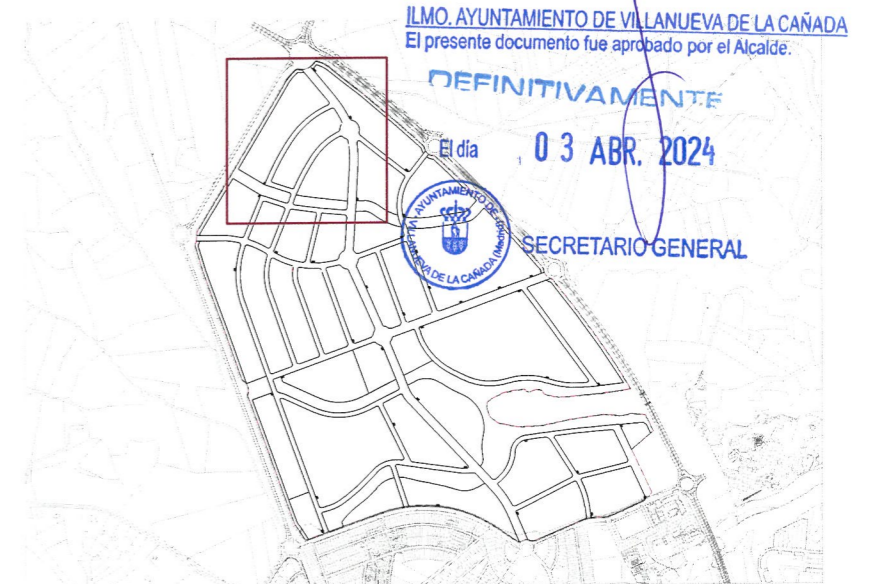 ILMO. AYUNTAMIENTO DE VILLANUEVA DE LA CAÑADA
El presente documento fue aprobado por el Alcalde.
DEFINITIVAMENTE
El día 03 ABR. 2024
AYUNTAMIENTO DE
VILLANUEVA DE LA CAÑADA (Madrid)
SECRETARIO GENERAL